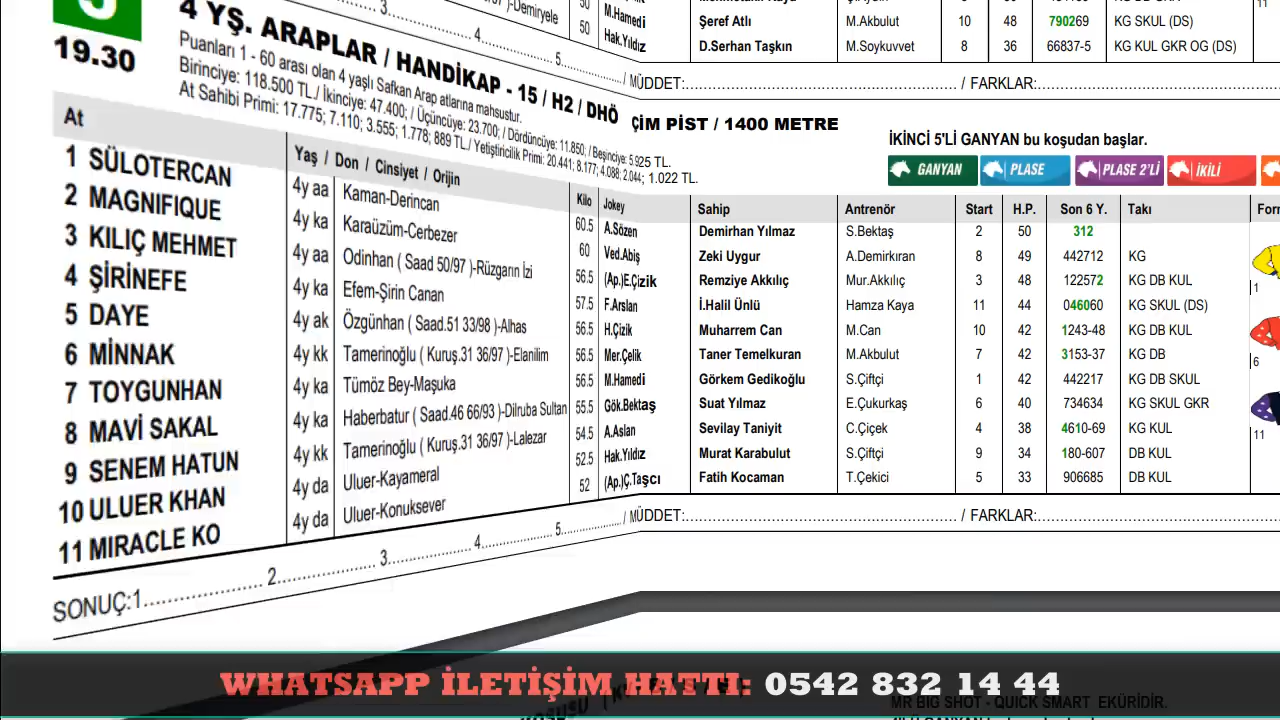 3....
-Demiryele
50
M.Hamedi
Şeref Atlı M.Akbulut 10 48 790269 KG SKUL (DS)
50 Hak.Yıldız D.Serhan Taşkın M.Soykuvvet 8 36 66837-5 KG KUL GKR OG (DS)
4.... 5.... / MÜDDET:.... / FARKLAR:....
5
19.30
4 YŞ. ARAPLAR / HANDİKAP - 15 / H2 / DHÖ
ÇİM PİST / 1400 METRE
Puanları 1 - 60 arası olan 4 yaşlı Safkan Arap atlarına mahsustur.
Birinciye: 118.500 TL./ İkinciye: 47.400; / Üçüncüye: 23.700; / Dördüncüye: 11.850; / Beşinciye: 5.925 TL.
At Sahibi Primi: 17.775; 7.110; 3.555; 1.778; 889 TL./ Yetiştiricilik Primi: 20.441; 8.177; 4.088; 2.044; 1.022 TL.
İKİNCİ 5'Lİ GANYAN bu koşudan başlar.
GANYAN PLASE PLASE 2'Lİ İKİLİ
At Yaş / Don / Cinsiyet / Orijin Kilo Jokey Sahip Antrenör Start H.P. Son 6 Y. Takı For
1 SÜLOTERCAN 4y aa Kaman-Derincan 60.5 A.Sözen Demirhan Yılmaz S.Bektaş 2 50 312
2 MAGNIFIQUE 4y ka Karaüzüm-Cerbezer 60 Ved.Abiş Zeki Uygur A.Demirkıran 8 49 442712 KG
3 KILIÇ MEHMET 4y aa Odinhan ( Saad 50/97 )-Rüzgarın İzi 56.5 (Ap.)E.Çizik Remziye Akkılıç Mur.Akkılıç 3 48 122572 KG DB KUL
4 ŞİRİNEFE 4y ka Efem-Şirin Canan 57.5 F.Arslan İ.Halil Ünlü Hamza Kaya 11 44 046060 KG SKUL (DS)
5 DAYE 4y ak Özgünhan ( Saad.51 33/98 )-Alhas 56.5 H.Çizik Muharrem Can M.Can 10 42 1243-48 KG DB KUL
6 MİNNAK 4y kk Tamerinoğlu ( Kuruş.31 36/97 )-Elanilim 56.5 Mer.Çelik Taner Temelkuran M.Akbulut 7 42 3153-37 KG DB
7 TOYGUNHAN 4y ka Tümöz Bey-Maşuka 56.5 M.Hamedi Görkem Gedikoğlu S.Çiftçi 1 42 442217 KG DB SKUL
8 MAVİ SAKAL 4y ka Haberbatur ( Saad.46 66/93 )-Dilruba Sultan 55.5 Gök.Bektaş Suat Yılmaz E.Çukurkaş 6 40 734634 KG SKUL GKR
9 SENEM HATUN 4y kk Tamerinoğlu ( Kuruş.31 36/97 )-Lalezar 54.5 A.Aslan Sevilay Taniyit C.Çiçek 4 38 4610-69 KG KUL
10 ULUER KHAN 4y da Uluer-Kayameral 52.5 Hak.Yıldız Murat Karabulut S.Çiftçi 9 34 180-607 DB KUL
11 MIRACLE KO 4y da Uluer-Konuksever 52 (Ap.)Ç.Taşcı Fatih Kocaman T.Çekici 5 33 906685 DB KUL
1
6
11
SONUÇ:1.... 2.... 3.... 4.... 5.... / MÜDDET:.... / FARKLAR:....
WHATSAPP İLETİŞİM HATTI: 0542 832 14 44
MR BIG SHOT - QUICK SMART EKÜRİDİR.